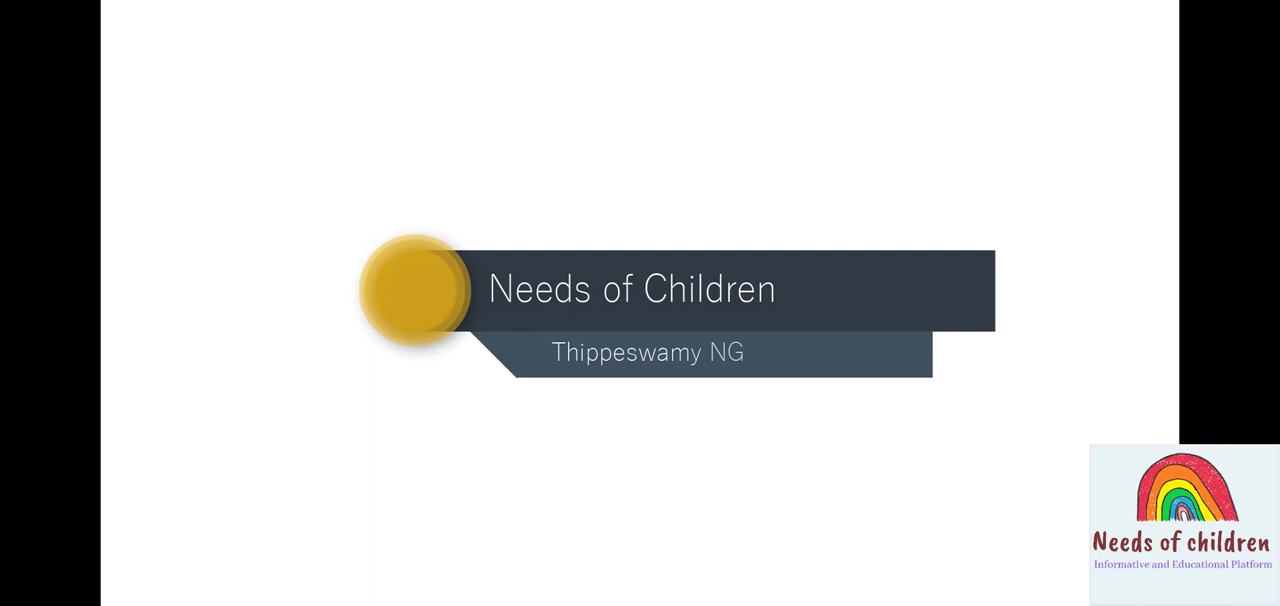 Needs of Children
Thippeswamy NG
Needs of children
Informative and Educational Platform